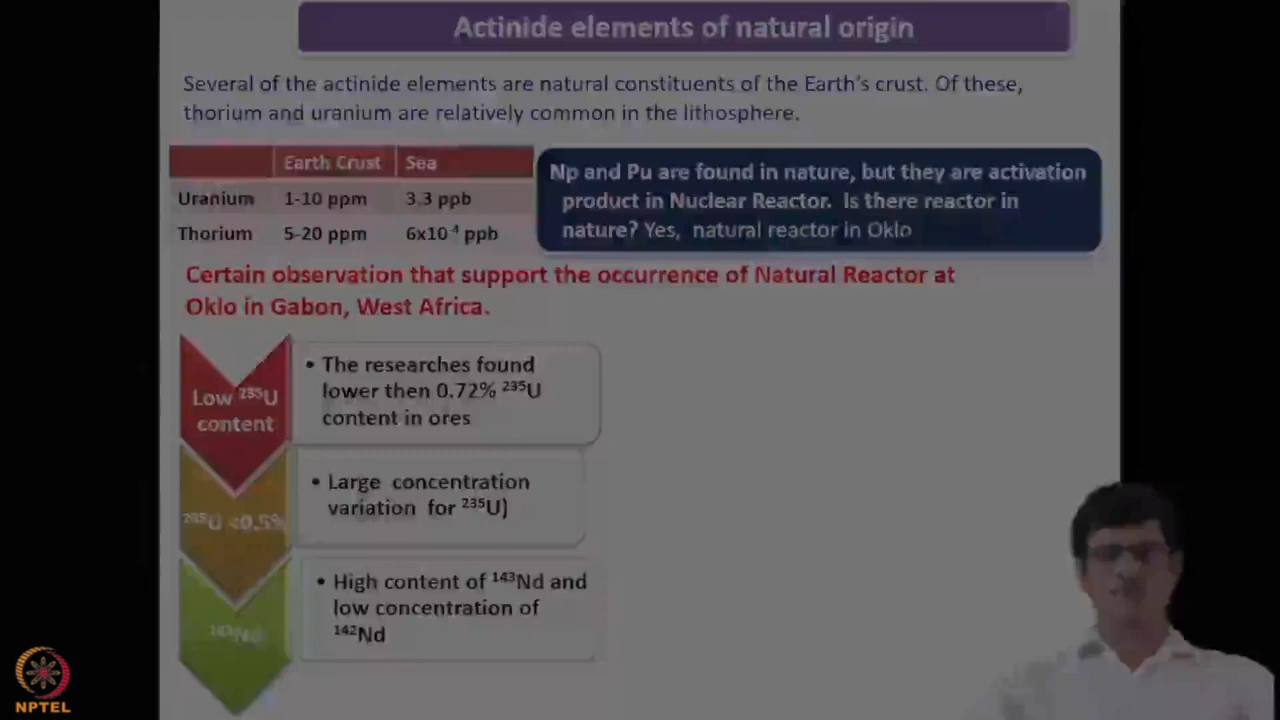 Actinide elements of natural origin
Several of the actinide elements are natural constituents of the Earth's crust. Of these,
thorium and uranium are relatively common in the lithosphere.
Earth Crust Sea
Uranium 1-10 ppm 3.3 ppb
Thorium 5-20 ppm 6x10⁻⁴ ppb
Np and Pu are found in nature, but they are activation
product in Nuclear Reactor. Is there reactor in
nature? Yes, natural reactor in Oklo
Certain observation that support the occurrence of Natural Reactor at
Oklo in Gabon, West Africa.
Low ²³⁵U
content
• The researches found
lower then 0.72% ²³⁵U
content in ores
²³⁵U <0.5%
• Large concentration
variation for ²³⁵U)
¹⁴³Nd
• High content of ¹⁴³Nd and
low concentration of
¹⁴²Nd
NPTEL